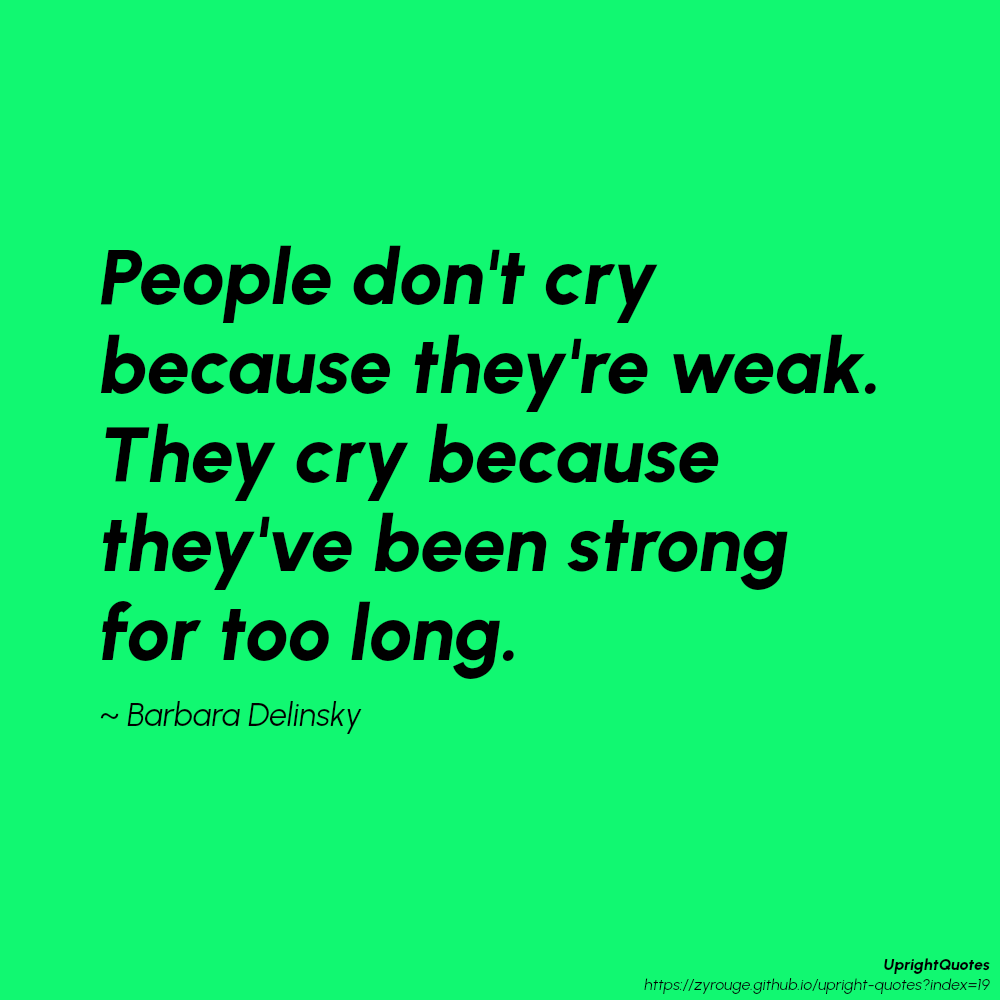 People don't cry
because they're weak.
They cry because
they've been strong
for too long.
~ Barbara Delinsky
UprightQuotes
https://zyrouge.github.io/upright-quotes?index=19